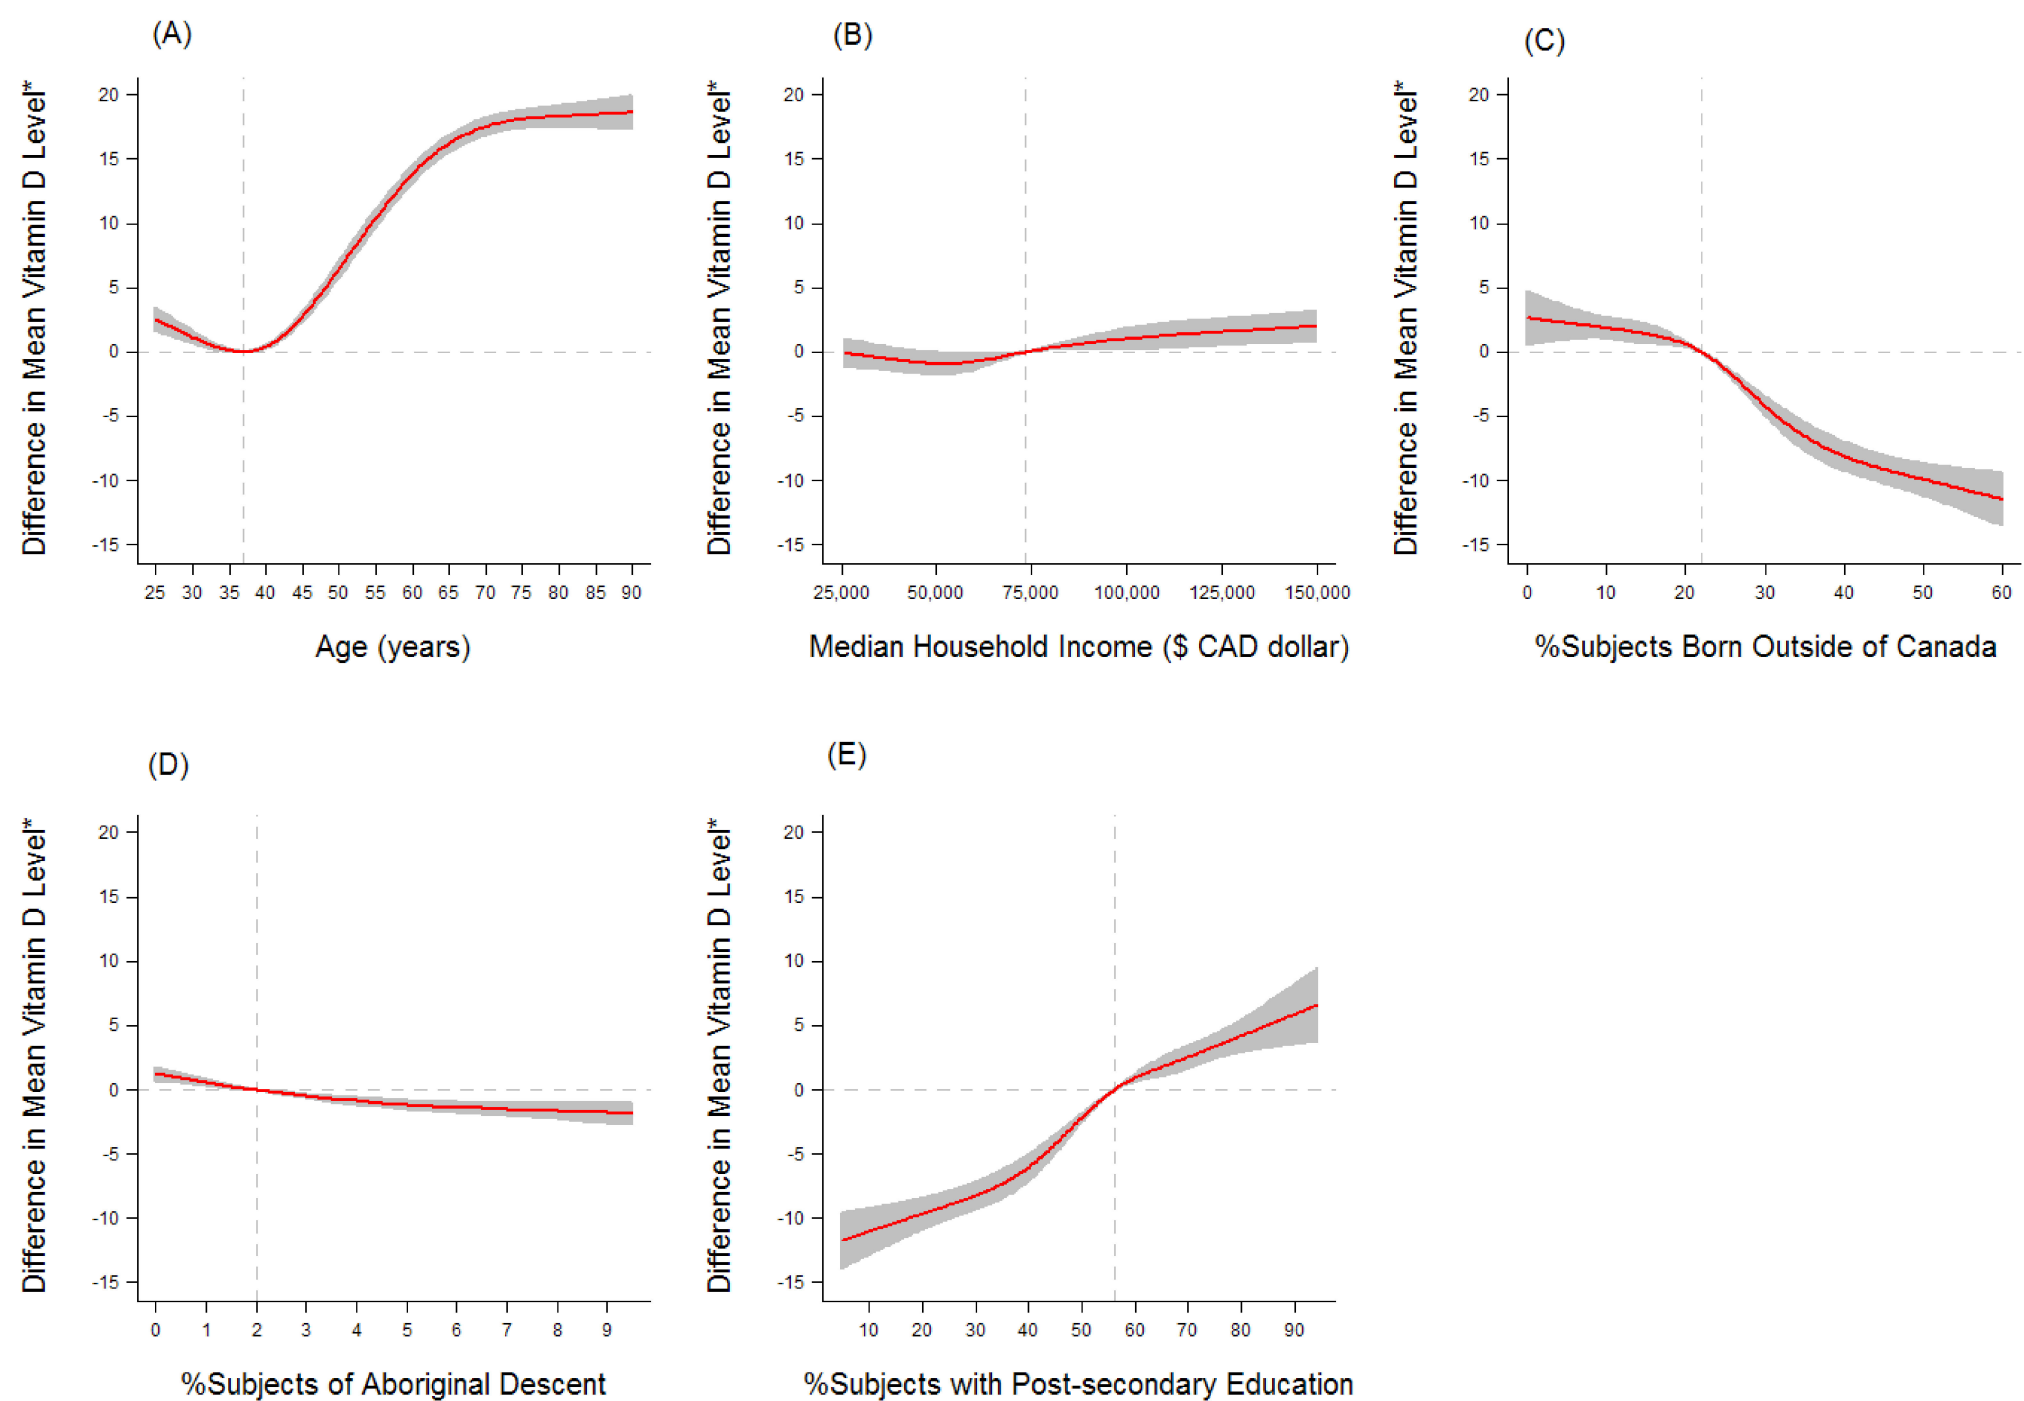 (A)
Difference in Mean Vitamin D Level*
20
15
10
5
0
-5
-10
-15
25 30 35 40 45 50 55 60 65 70 75 80 85 90
Age (years)
(B)
Difference in Mean Vitamin D Level*
20
15
10
5
0
-5
-10
-15
25,000 50,000 75,000 100,000 125,000 150,000
Median Household Income ($ CAD dollar)
(C)
Difference in Mean Vitamin D Level*
20
15
10
5
0
-5
-10
-15
0 10 20 30 40 50 60
%Subjects Born Outside of Canada
(D)
Difference in Mean Vitamin D Level*
20
15
10
5
0
-5
-10
-15
0 1 2 3 4 5 6 7 8 9
%Subjects of Aboriginal Descent
(E)
Difference in Mean Vitamin D Level*
20
15
10
5
0
-5
-10
-15
10 20 30 40 50 60 70 80 90
%Subjects with Post-secondary Education